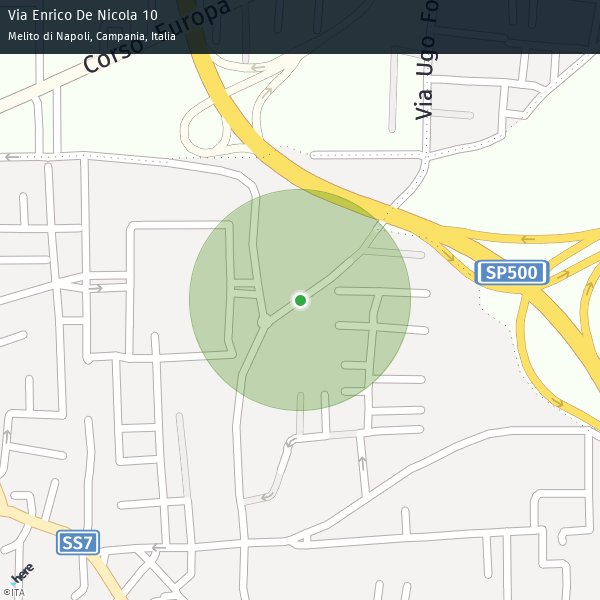 Via Enrico De Nicola 10
Melito di Napoli, Campania, Italia
Corso Europa
Via Ugo Fo
SP500
SS7
here
©ITA